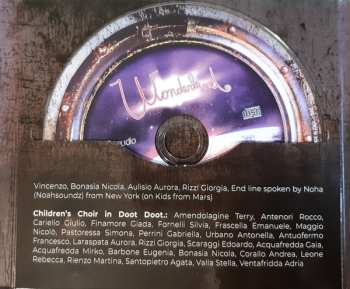 Wonderland
udio
Vincenzo, Bonasia Nicola, Aulisio Aurora, Rizzi Giorgia, End line spoken by Noha
(Noahsoundz) from New York (on Kids from Mars)
Children's Choir in Doot Doot.: Amendolagine Terry, Antenori Rocco,
Cariello Giulio, Finamore Giada, Fornelli Silvia, Frascella Emanuele, Maggio
Nicolò, Pastoressa Simona, Perrini Gabriella, Urbano Antonella, Antuofermo
Francesco, Laraspata Aurora, Rizzi Giorgia, Scaraggi Edoardo, Acquafredda Gaia,
Acquafredda Mirko, Barbone Eugenia, Bonasia Nicola, Corallo Andrea, Leone
Rebecca, Rienzo Martina, Santopietro Agata, Valla Stella, Ventafridda Adria